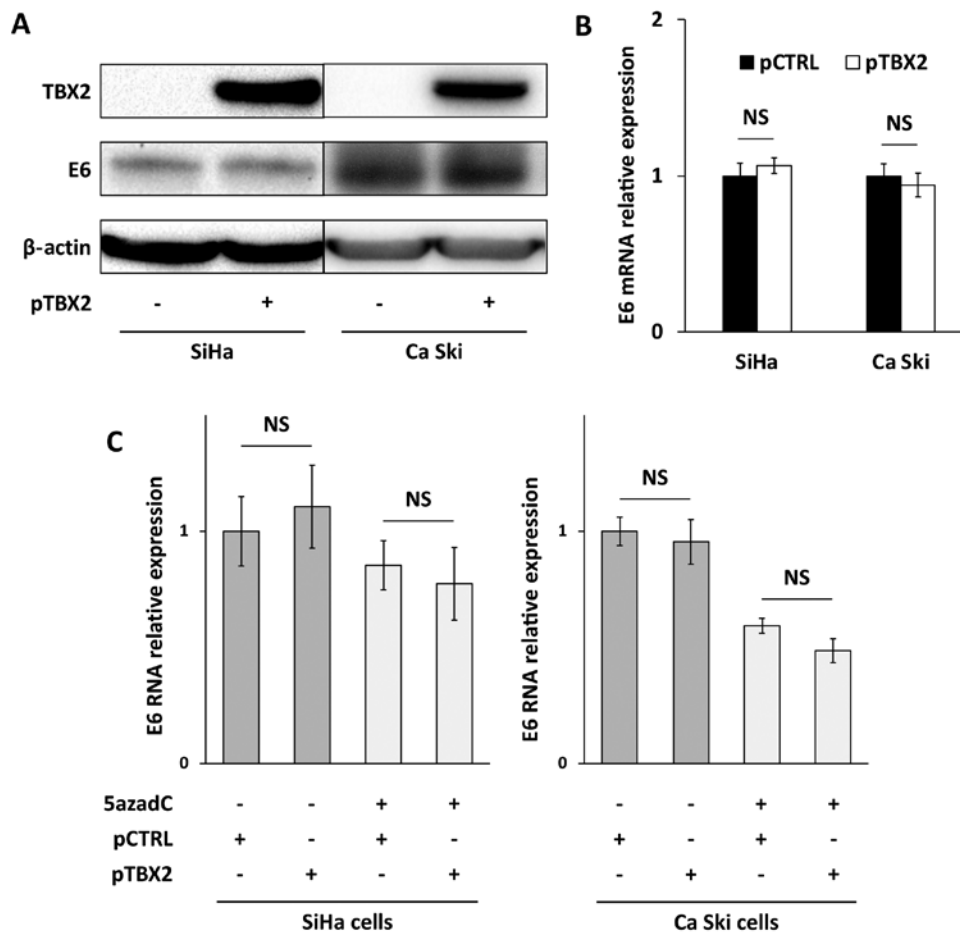 A
TBX2
E6
β-actin
pTBX2 - + - +
SiHa Ca Ski
B
2
pCTRL pTBX2
NS NS
1
0
E6 mRNA relative expression
SiHa Ca Ski
C
NS
NS
1
0
E6 RNA relative expression
NS
NS
1
0
E6 RNA relative expression
5azadC - - + + - - + +
pCTRL + - + - + - + -
pTBX2 - + - + - + - +
SiHa cells Ca Ski cells